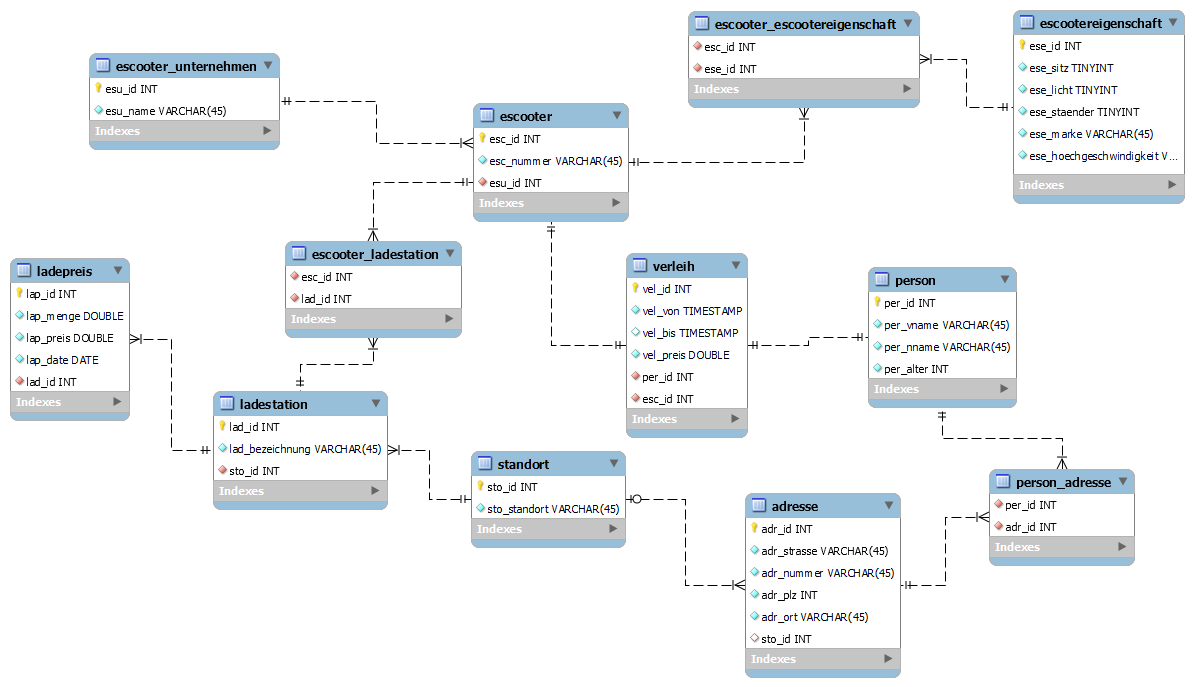 escooter_unternehmen
esu_id INT
esu_name VARCHAR(45)
Indexes
escooter
esc_id INT
esc_nummer VARCHAR(45)
esu_id INT
Indexes
escooter_escootereigenschaft
esc_id INT
ese_id INT
Indexes
escootereigenschaft
ese_id INT
ese_sitz TINYINT
ese_licht TINYINT
ese_staender TINYINT
ese_marke VARCHAR(45)
ese_hoechgeschwindigkeit V...
Indexes
ladepreis
lap_id INT
lap_menge DOUBLE
lap_preis DOUBLE
lap_date DATE
lad_id INT
Indexes
escooter_ladestation
esc_id INT
lad_id INT
Indexes
verleih
vel_id INT
vel_von TIMESTAMP
vel_bis TIMESTAMP
vel_preis DOUBLE
per_id INT
esc_id INT
Indexes
person
per_id INT
per_vname VARCHAR(45)
per_nname VARCHAR(45)
per_alter INT
Indexes
ladestation
lad_id INT
lad_bezeichnung VARCHAR(45)
sto_id INT
Indexes
standort
sto_id INT
sto_standort VARCHAR(45)
Indexes
adresse
adr_id INT
adr_strasse VARCHAR(45)
adr_nummer VARCHAR(45)
adr_plz INT
adr_ort VARCHAR(45)
sto_id INT
Indexes
person_adresse
per_id INT
adr_id INT
Indexes